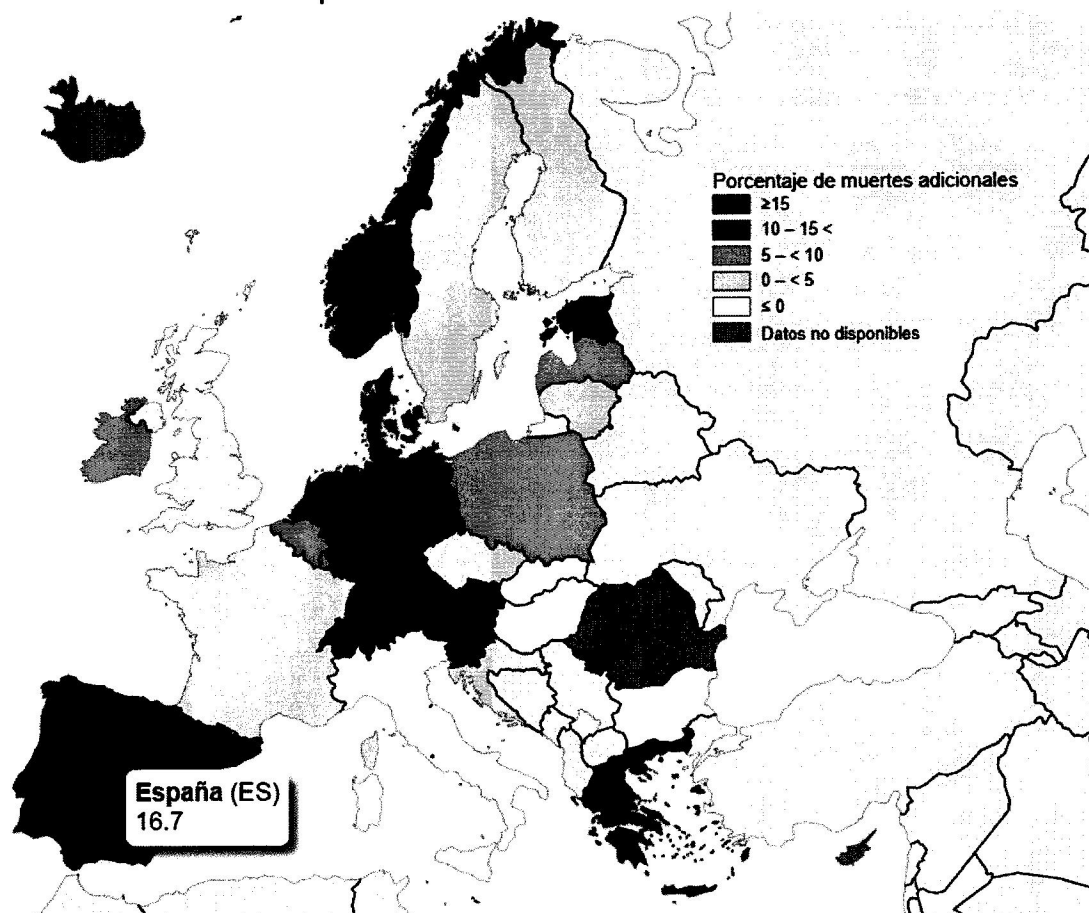 Porcentaje de muertes adicionales
≥15
10 – 15 <
5 – < 10
0 – < 5
≤ 0
Datos no disponibles
España (ES)
16.7